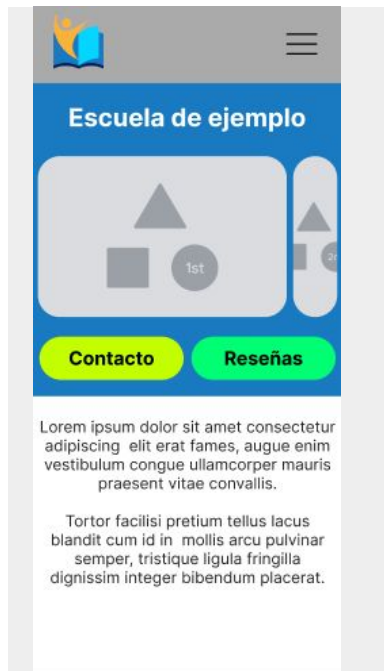 Escuela de ejemplo
1st
Contacto
Reseñas
Lorem ipsum dolor sit amet consectetur
adipiscing elit erat fames, augue enim
vestibulum congue ullamcorper mauris
praesent vitae convallis.
Tortor facilisi pretium tellus lacus
blandit cum id in mollis arcu pulvinar
semper, tristique ligula fringilla
dignissim integer bibendum placerat.